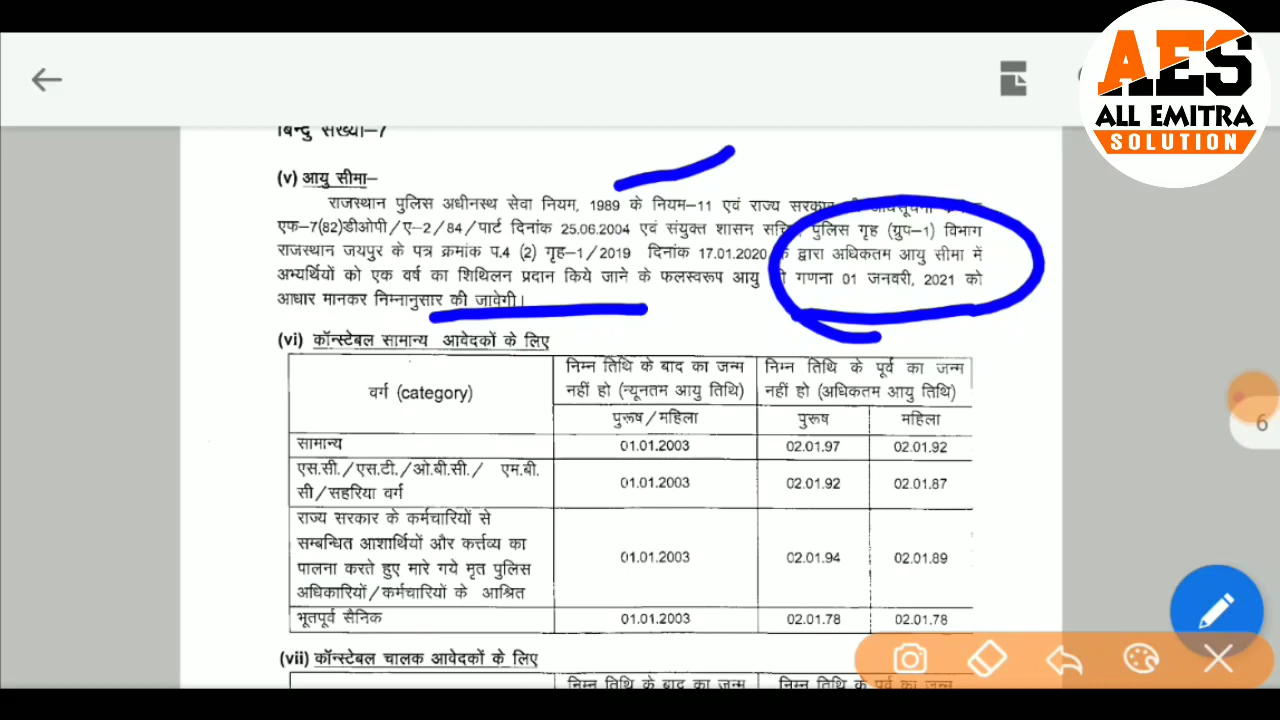 AES
ALL EMITRA
SOLUTION
बिन्दु संख्या-7
(v) आयु सीमा-
राजस्थान पुलिस अधीनस्थ सेवा नियम, 1989 के नियम-11 एवं राज्य सरकार
एफ-7(82)डीओपी/ए-2/84/पार्ट दिनांक 25.06.2004 एवं संयुक्त शासन पुलिस गृह (ग्रुप-1) विभाग
राजस्थान जयपुर के पत्र क्रमांक प.4 (2) गृह-1/2019 दिनांक 17.01.2020 द्वारा अधिकतम आयु सीमा में
अभ्यर्थियों को एक वर्ष का शिथिलन प्रदान किये जाने के फलस्वरूप आयु गणना 01 जनवरी, 2021 को
आधार मानकर निम्नानुसार की जावेगी।
(vi) कॉन्स्टेबल सामान्य आवेदकों के लिए
वर्ग (category)
निम्न तिथि के बाद का जन्म
नहीं हो (न्यूनतम आयु तिथि)
निम्न तिथि के पूर्व का जन्म
नहीं हो (अधिकतम आयु तिथि)
पुरूष/महिला पुरूष महिला
सामान्य 01.01.2003 02.01.97 02.01.92
एस.सी./एस.टी./ओ.बी.सी./ एम.बी.
सी/सहरिया वर्ग 01.01.2003 02.01.92 02.01.87
राज्य सरकार के कर्मचारियों से
सम्बन्धित आशार्थियों और कर्त्तव्य का
पालना करते हुए मारे गये मृत पुलिस
अधिकारियों/कर्मचारियों के आश्रित
01.01.2003 02.01.94 02.01.89
भूतपूर्व सैनिक 01.01.2003 02.01.78 02.01.78
(vii) कॉन्स्टेबल चालक आवेदकों के लिए
निम्न तिथि के बाद का जन्म निम्न तिथि के पूर्व का जन्म
6